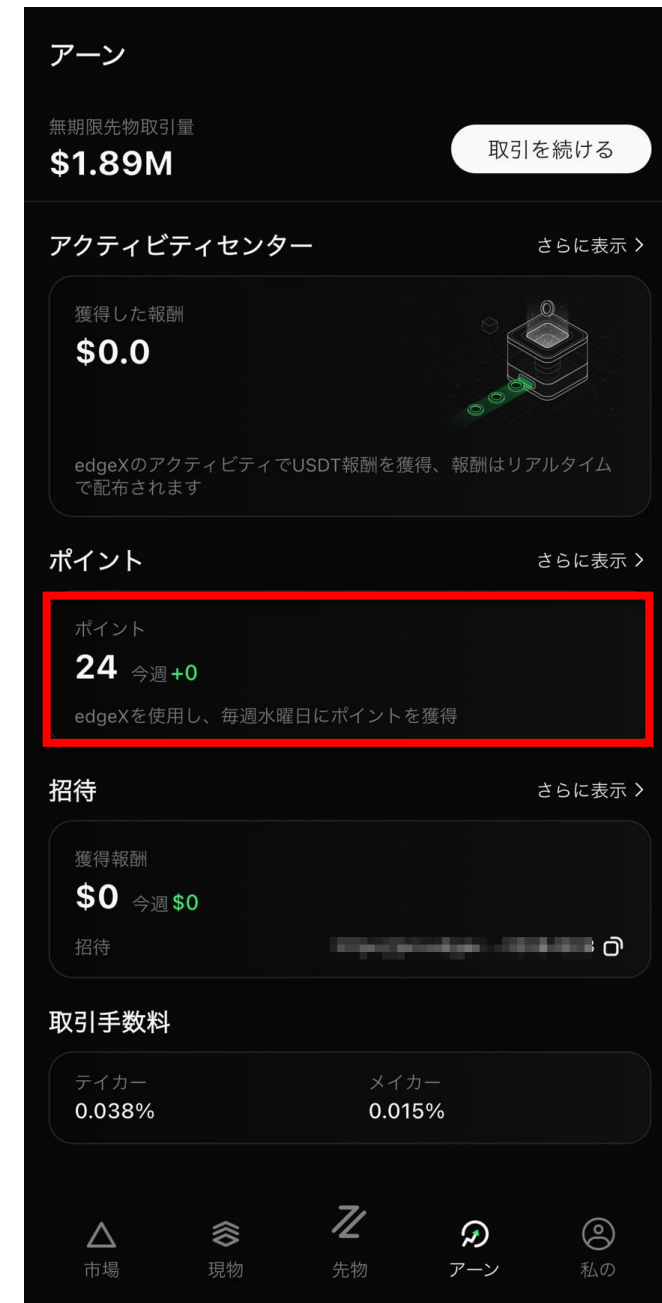 アーン
無期限先物取引量
$1.89M
取引を続ける
アクティビティセンター
さらに表示
獲得した報酬
$0.0
edgeXのアクティビティでUSDT報酬を獲得、報酬はリアルタイム
で配布されます
ポイント
さらに表示
ポイント
24 今週 +0
edgeXを使用し、毎週水曜日にポイントを獲得
招待
さらに表示
獲得報酬
$0 今週 $0
招待
取引手数料
テイカー
メイカー
0.038%
0.015%
市場
現物
先物
アーン
私の